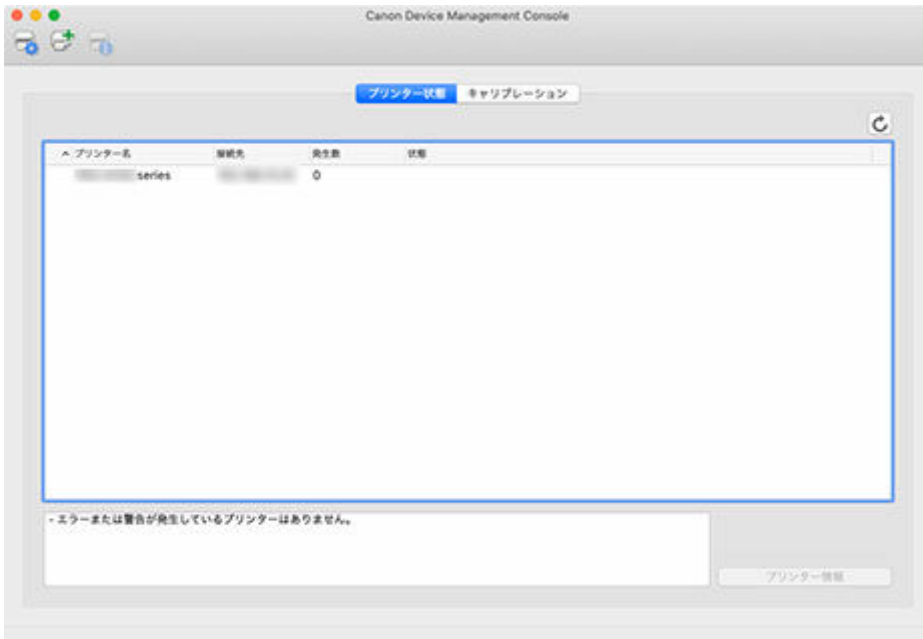 Canon Device Management Console
プリンター状態 キャリブレーション
プリンター名 接続先 発生数 状態
series 0
- エラーまたは警告が発生しているプリンターはありません。
プリンター情報